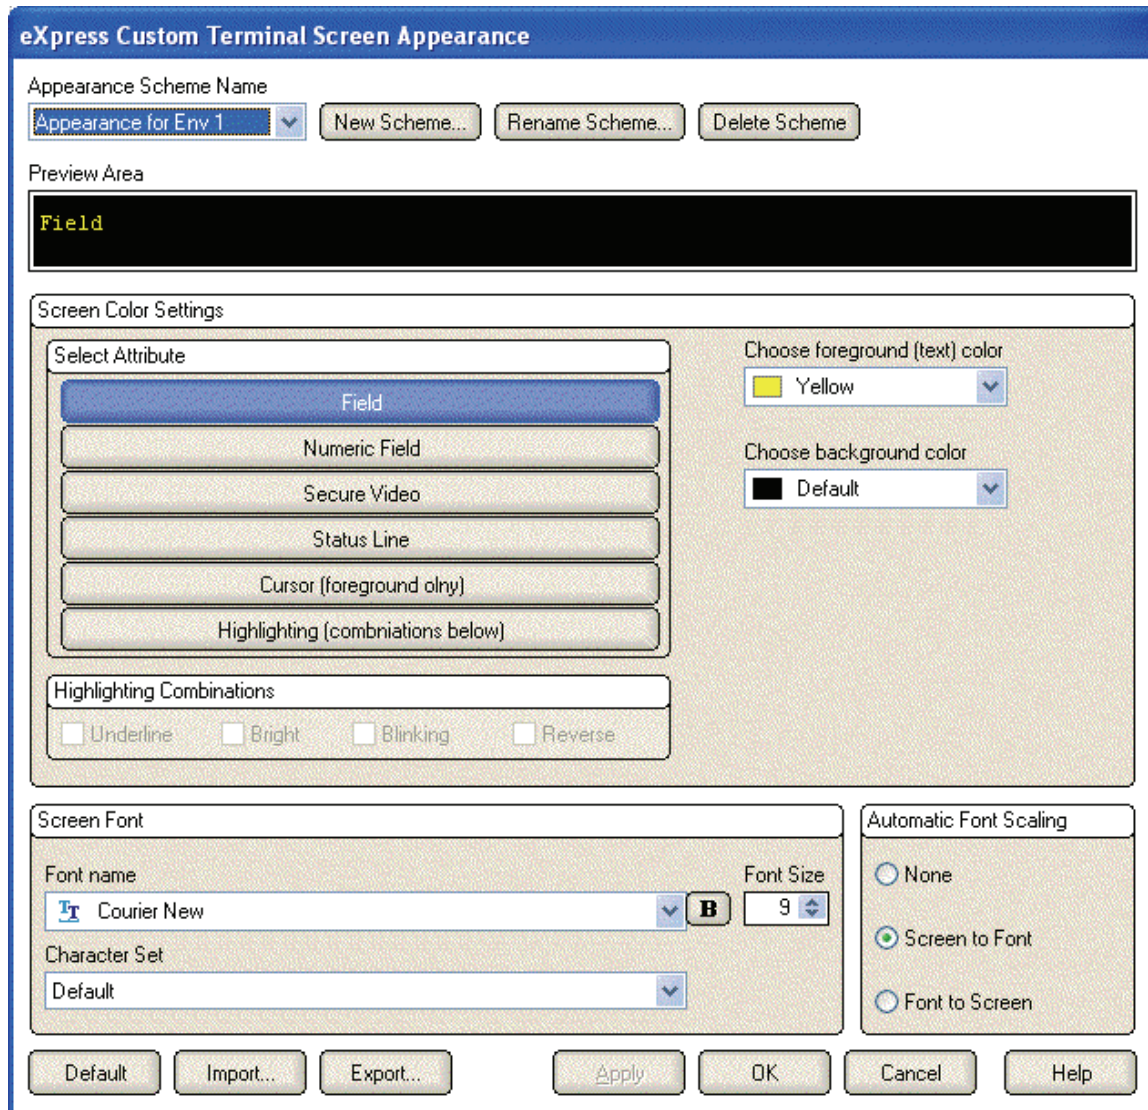 eXpress Custom Terminal Screen Appearance
Appearance Scheme Name
Appearance for Env 1
New Scheme... Rename Scheme... Delete Scheme
Preview Area
Field
Screen Color Settings
Select Attribute
Field
Numeric Field
Secure Video
Status Line
Cursor (foreground olny)
Highlighting (combniations below)
Choose foreground (text) color
Yellow
Choose background color
Default
Highlighting Combinations
Underline Bright Blinking Reverse
Screen Font
Font name
Courier New
B
Font Size
9
Character Set
Default
Automatic Font Scaling
None
Screen to Font
Font to Screen
Default Import... Export... Apply OK Cancel Help